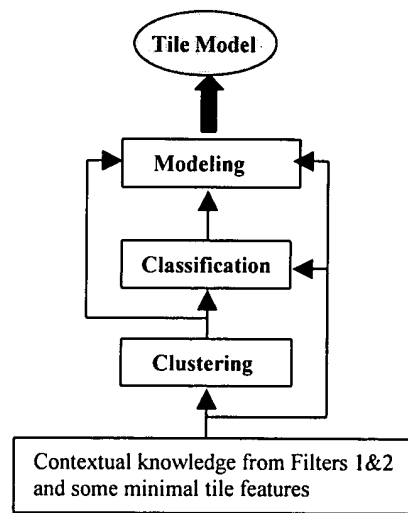 Tile Model
Modeling
Classification
Clustering
Contextual knowledge from Filters 1&2
and some minimal tile features